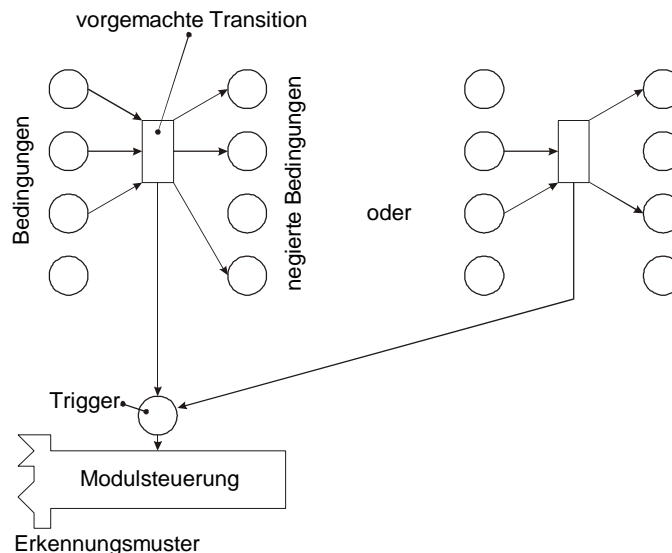 vorgemachte Transition
Bedingungen
negierte Bedingungen
oder
Trigger
Modulsteuerung
Erkennungsmuster